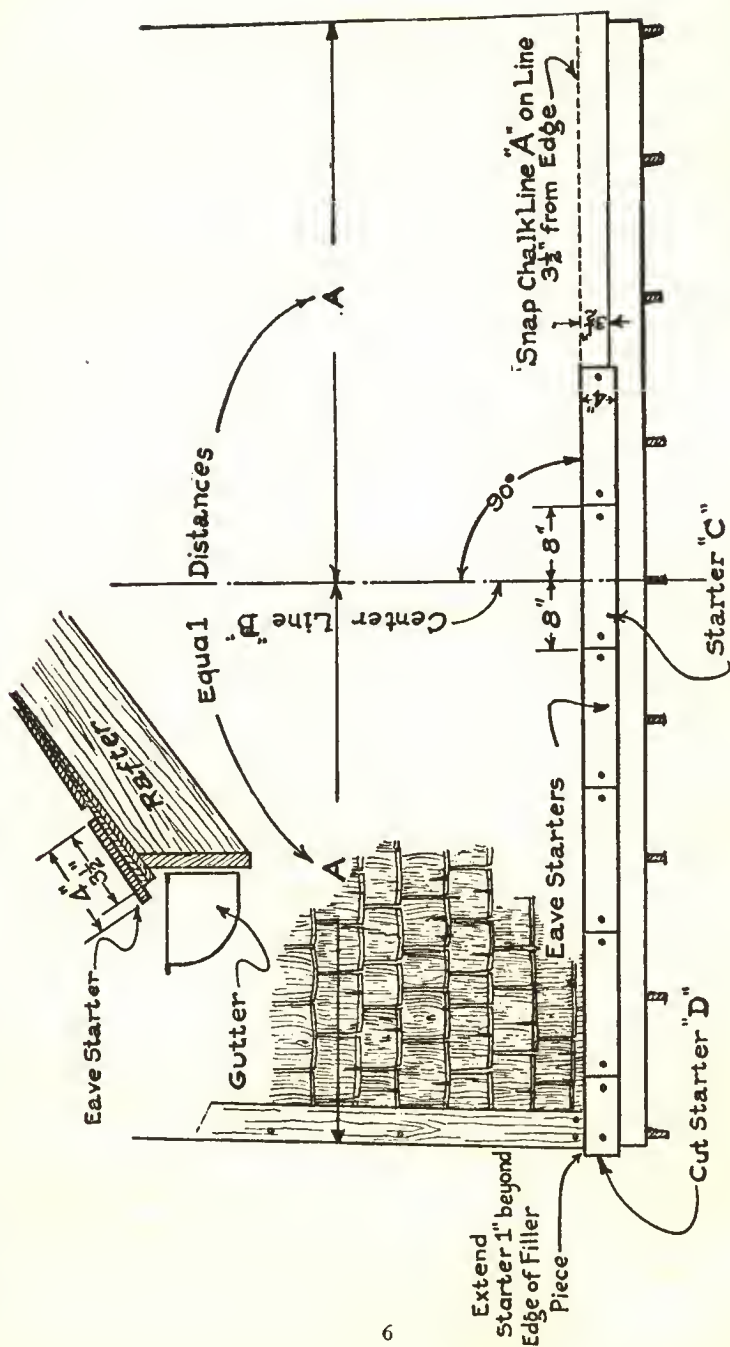 Rafter
4"
3½"
Eave Starter
Gutter
Equal Distances
A
A
Center Line
"B"
90°
8"
8"
"Snap Chalk Line "A" on Line
3½" from Edge
3½"
4"
Eave Starters
Starter "C"
Cut Starter "D"
Extend
Starter 1" beyond
Edge of Filler
Piece
6